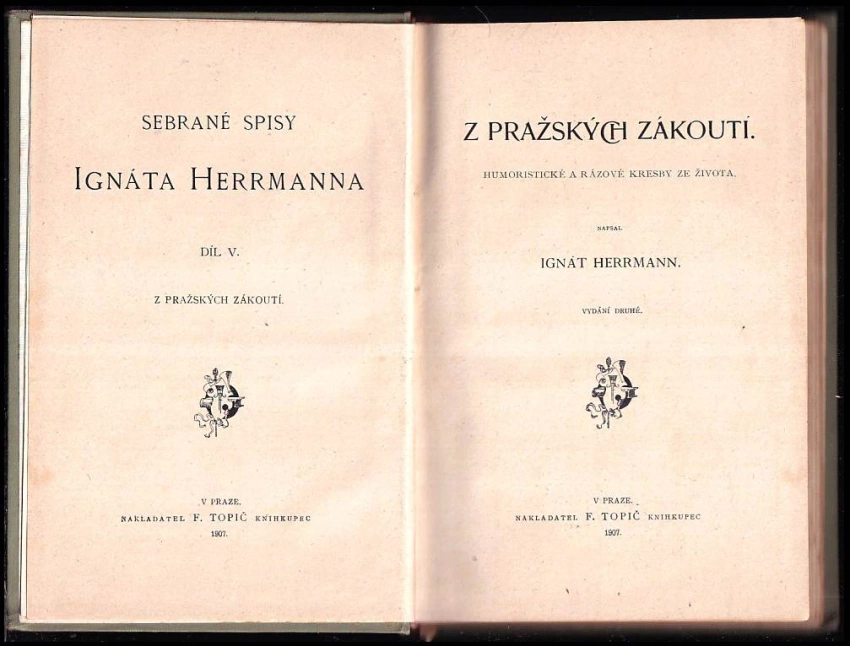 SEBRANÉ SPISY
IGNÁTA HERRMANNA
DÍL V.
Z PRAŽSKÝCH ZÁKOUTÍ.
V PRAZE.
NAKLADATEL F. TOPIČ KNIHKUPEC
1907.
Z PRAŽSKÝCH ZÁKOUTÍ.
HUMORISTICKÉ A RÁZOVÉ KRESBY ZE ŽIVOTA.
NAPSAL
IGNÁT HERRMANN.
VYDÁNÍ DRUHÉ.
V PRAZE.
NAKLADATEL F. TOPIČ KNIHKUPEC
1907.